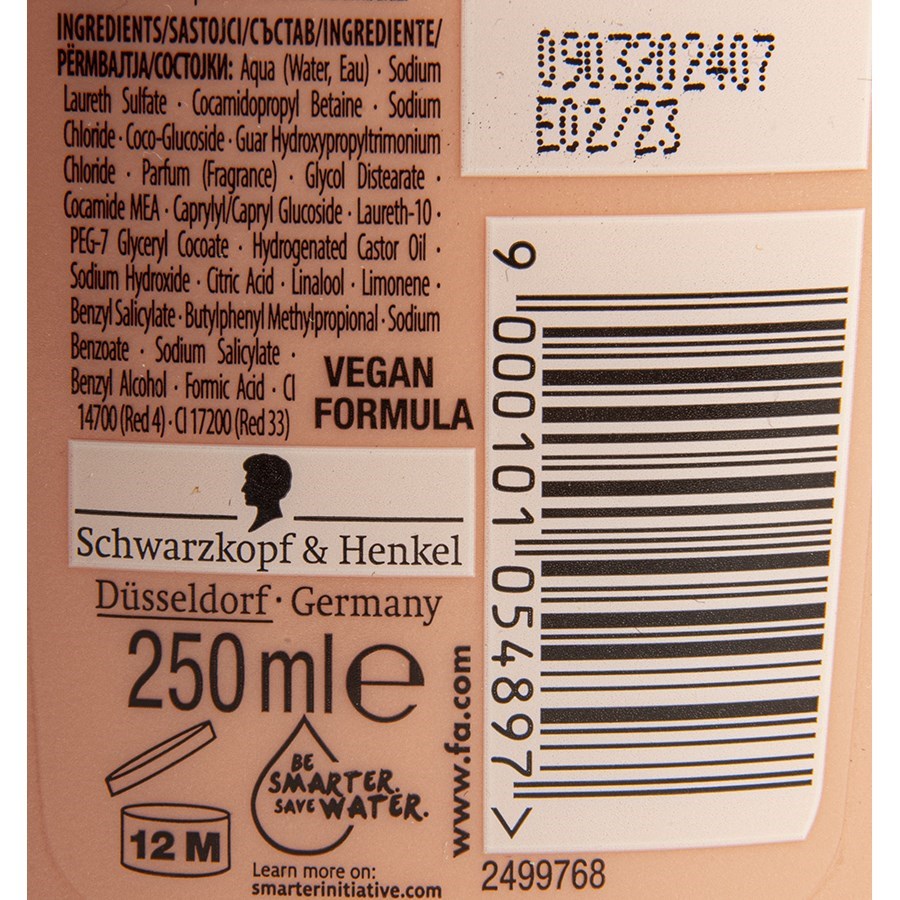 INGREDIENTS/SASTOJCI/СЪСТАВ/INGREDIENTE/
PËRMBAJTJA/СОСТОЈКИ: Aqua (Water, Eau) · Sodium
Laureth Sulfate · Cocamidopropyl Betaine · Sodium
Chloride · Coco-Glucoside · Guar Hydroxypropyltrimonium
Chloride · Parfum (Fragrance) · Glycol Distearate ·
Cocamide MEA · Caprylyl/Capryl Glucoside · Laureth-10 ·
PEG-7 Glyceryl Cocoate · Hydrogenated Castor Oil ·
Sodium Hydroxide · Citric Acid · Linalool · Limonene ·
Benzyl Salicylate · Butylphenyl Methylpropional · Sodium
Benzoate · Sodium Salicylate ·
Benzyl Alcohol · Formic Acid · CI
14700 (Red 4) · CI 17200 (Red 33)
VEGAN
FORMULA
Schwarzkopf & Henkel
Düsseldorf · Germany
250 ml e
12 M
BE
SMARTER.
SAVE WATER.
Learn more on:
smarterinitiative.com
www.fa.com
0903202407
E02/23
9 000101 054897 >
2499768